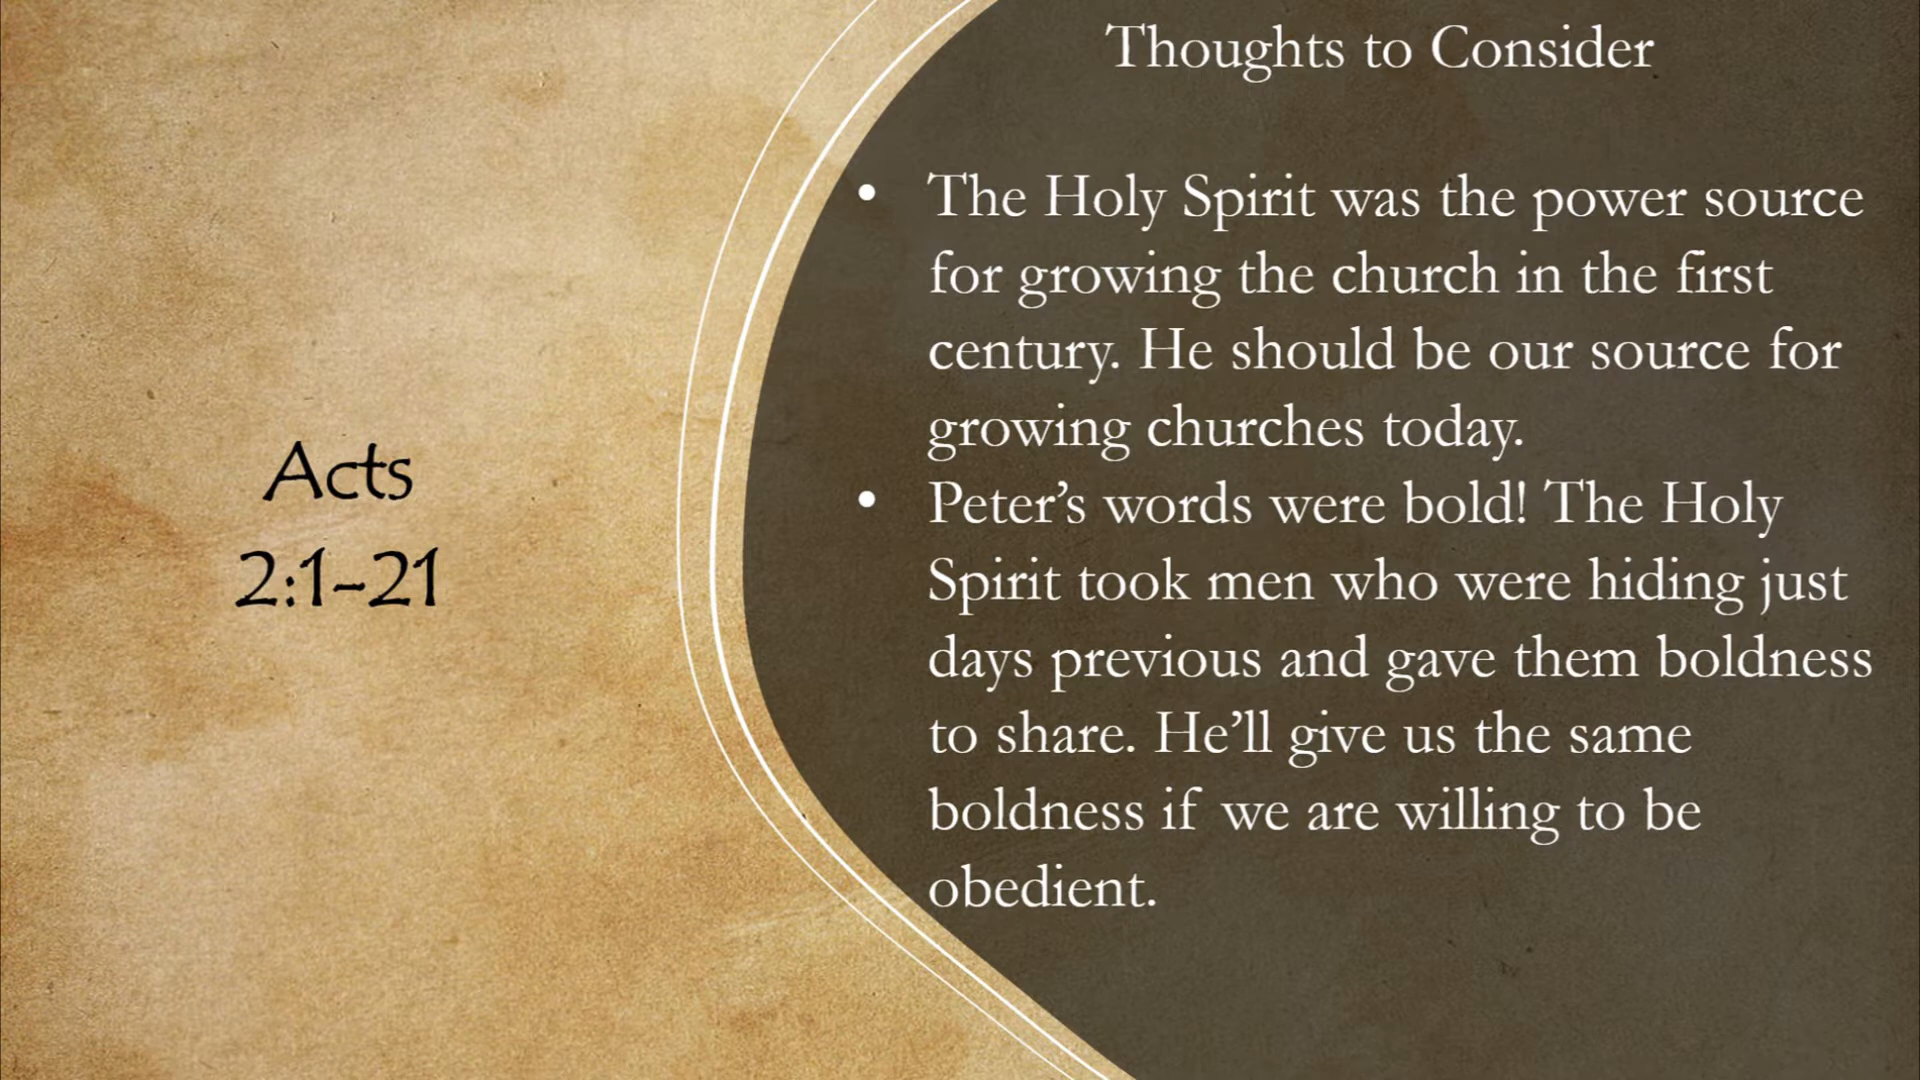 Thoughts to Consider
Acts
2:1–21
• The Holy Spirit was the power source
for growing the church in the first
century. He should be our source for
growing churches today.
• Peter’s words were bold! The Holy
Spirit took men who were hiding just
days previous and gave them boldness
to share. He’ll give us the same
boldness if we are willing to be
obedient.